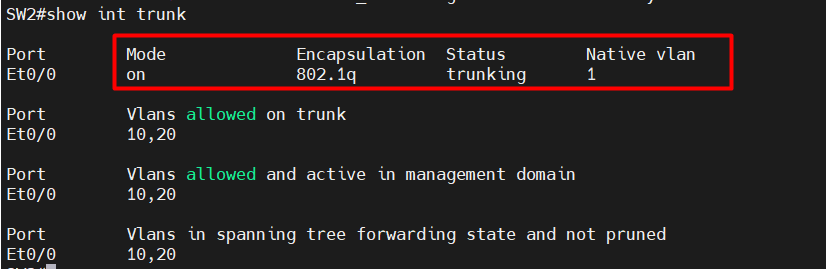 SW2#show int trunk
Port Mode Encapsulation Status Native vlan
Et0/0 on 802.1q trunking 1
Port Vlans allowed on trunk
Et0/0 10,20
Port Vlans allowed and active in management domain
Et0/0 10,20
Port Vlans in spanning tree forwarding state and not pruned
Et0/0 10,20